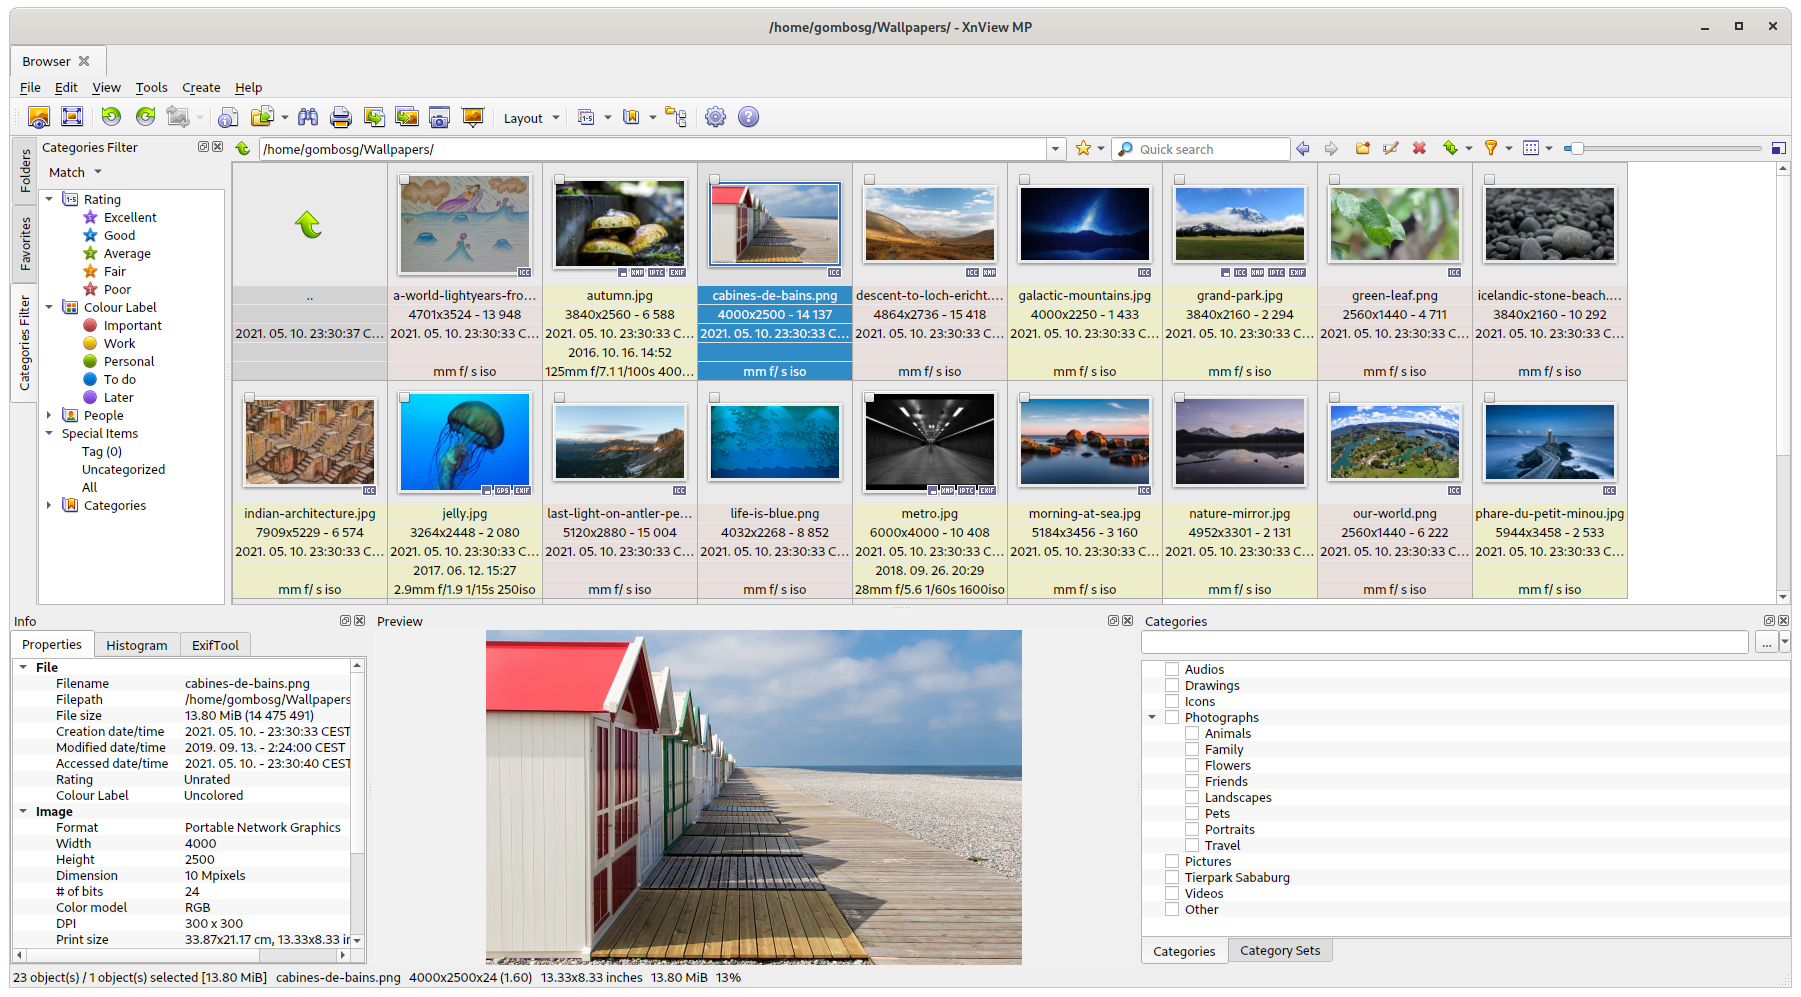 /home/gombosg/Wallpapers/ - XnView MP
Browser
File Edit View Tools Create Help
Layout
Folders
Favorites
Categories Filter
Categories Filter
Match
/home/gombosg/Wallpapers/
Quick search
Rating
Excellent
Good
Average
Fair
Poor
Colour Label
Important
Work
Personal
To do
Later
People
Special Items
Tag (0)
Uncategorized
All
Categories
ICC XMP IPTC EXIF ICC ICC XMP ICC ICC XMP IPTC EXIF ICC
.. a-world-lightyears-fro... autumn.jpg cabines-de-bains.png descent-to-loch-ericht.... galactic-mountains.jpg grand-park.jpg green-leaf.png icelandic-stone-beach....
4701x3524 - 13 948 3840x2560 - 6 588 4000x2500 - 14 137 4864x2736 - 15 418 4000x2250 - 1 433 3840x2160 - 2 294 2560x1440 - 4 711 3840x2160 - 10 292
2021. 05. 10. 23:30:37 C... 2021. 05. 10. 23:30:33 C... 2021. 05. 10. 23:30:33 C... 2021. 05. 10. 23:30:33 C... 2021. 05. 10. 23:30:33 C... 2021. 05. 10. 23:30:33 C... 2021. 05. 10. 23:30:33 C... 2021. 05. 10. 23:30:33 C... 2021. 05. 10. 23:30:33 C...
2016. 10. 16. 14:52
mm f/ s iso 125mm f/7.1 1/100s 400... mm f/ s iso mm f/ s iso mm f/ s iso mm f/ s iso mm f/ s iso mm f/ s iso
ICC GPS EXIF ICC XMP IPTC EXIF ICC ICC ICC
indian-architecture.jpg jelly.jpg last-light-on-antler-pe... life-is-blue.png metro.jpg morning-at-sea.jpg nature-mirror.jpg our-world.png phare-du-petit-minou.jpg
7909x5229 - 6 574 3264x2448 - 2 080 5120x2880 - 15 004 4032x2268 - 8 852 6000x4000 - 10 408 5184x3456 - 3 160 4952x3301 - 2 131 2560x1440 - 6 222 5944x3458 - 2 533
2021. 05. 10. 23:30:33 C... 2021. 05. 10. 23:30:33 C... 2021. 05. 10. 23:30:33 C... 2021. 05. 10. 23:30:33 C... 2021. 05. 10. 23:30:33 C... 2021. 05. 10. 23:30:33 C... 2021. 05. 10. 23:30:33 C... 2021. 05. 10. 23:30:33 C... 2021. 05. 10. 23:30:33 C...
2017. 06. 12. 15:27 2018. 09. 26. 20:29
mm f/ s iso 2.9mm f/1.9 1/15s 250iso mm f/ s iso mm f/ s iso 28mm f/5.6 1/60s 1600iso mm f/ s iso mm f/ s iso mm f/ s iso mm f/ s iso
Info
Properties Histogram ExifTool
File
Filename cabines-de-bains.png
Filepath /home/gombosg/Wallpapers
File size 13.80 MiB (14 475 491)
Creation date/time 2021. 05. 10. - 23:30:33 CEST
Modified date/time 2019. 09. 13. - 2:24:00 CEST
Accessed date/time 2021. 05. 10. - 23:30:40 CEST
Rating Unrated
Colour Label Uncolored
Image
Format Portable Network Graphics
Width 4000
Height 2500
Dimension 10 Mpixels
# of bits 24
Color model RGB
DPI 300 x 300
Print size 33.87x21.17 cm, 13.33x8.33 in
Preview
Categories
...
Audios
Drawings
Icons
Photographs
Animals
Family
Flowers
Friends
Landscapes
Pets
Portraits
Travel
Pictures
Tierpark Sababurg
Videos
Other
Categories Category Sets
23 object(s) / 1 object(s) selected [13.80 MiB] cabines-de-bains.png 4000x2500x24 (1.60) 13.33x8.33 inches 13.80 MiB 13%